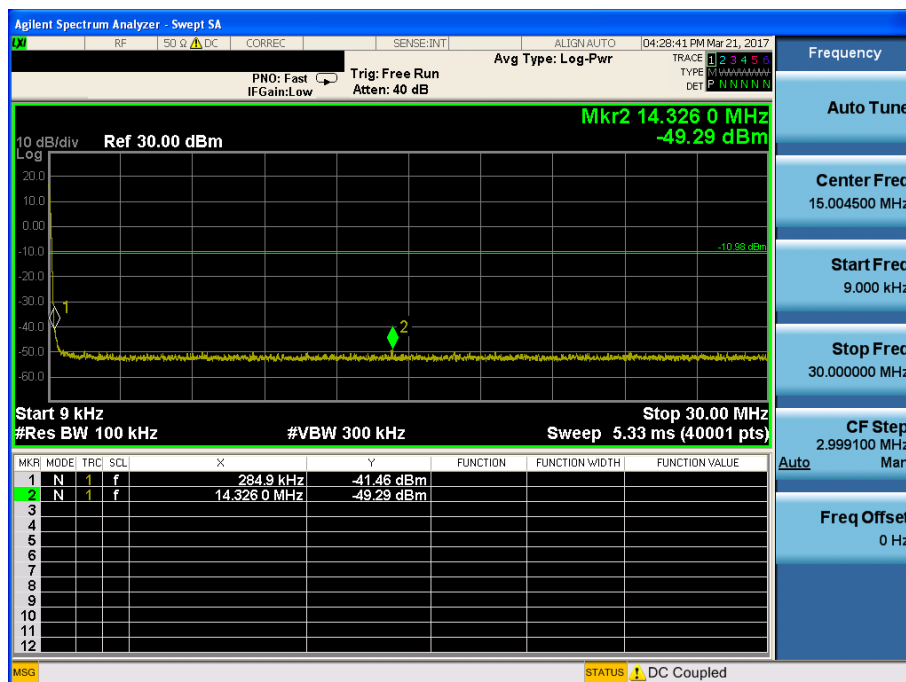 Agilent Spectrum Analyzer - Swept SA
LXI RF 50 Ω DC CORREC SENSE:INT ALIGN AUTO 04:28:41 PM Mar 21, 2017
Avg Type: Log-Pwr TRACE 1 2 3 4 5 6
PNO: Fast Trig: Free Run TYPE M WWWWW
IFGain:Low Atten: 40 dB DET P N N N N N
Mkr2 14.326 0 MHz
-49.29 dBm
10 dB/div Ref 30.00 dBm
Log
20.0
10.0
0.00
-10.98 dBm
-10.0
-20.0
-30.0
1
-40.0
2
-50.0
-60.0
Start 9 kHz Stop 30.00 MHz
#Res BW 100 kHz #VBW 300 kHz Sweep 5.33 ms (40001 pts)
MKR MODE TRC SCL X Y FUNCTION FUNCTION WIDTH FUNCTION VALUE
1 N 1 f 284.9 kHz -41.46 dBm
2 N 1 f 14.326 0 MHz -49.29 dBm
3
4
5
6
7
8
9
10
11
12
MSG STATUS DC Coupled
Frequency
Auto Tune
Center Freq
15.004500 MHz
Start Freq
9.000 kHz
Stop Freq
30.000000 MHz
CF Step
2.999100 MHz
Auto Man
Freq Offset
0 Hz